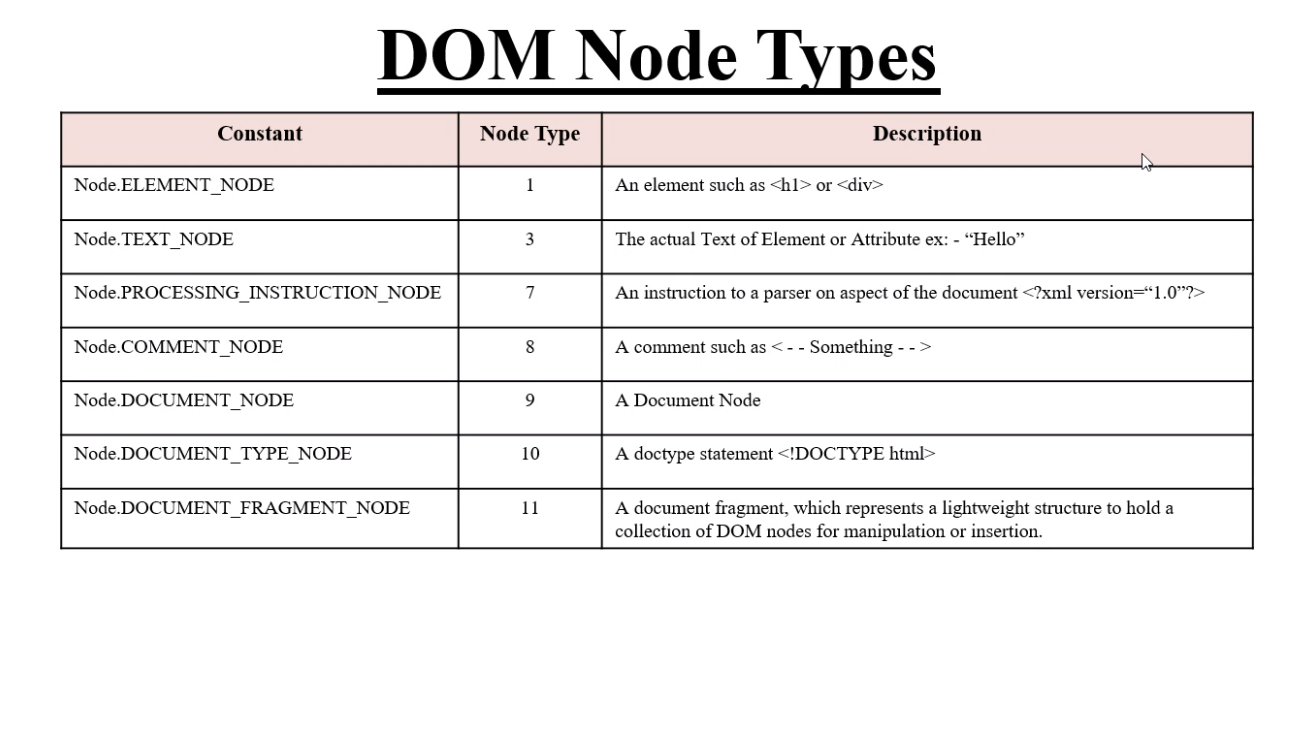 DOM Node Types
Constant Node Type Description
Node.ELEMENT_NODE 1 An element such as <h1> or <div>
Node.TEXT_NODE 3 The actual Text of Element or Attribute ex: - “Hello”
Node.PROCESSING_INSTRUCTION_NODE 7 An instruction to a parser on aspect of the document <?xml version=“1.0”?>
Node.COMMENT_NODE 8 A comment such as < - - Something - - >
Node.DOCUMENT_NODE 9 A Document Node
Node.DOCUMENT_TYPE_NODE 10 A doctype statement <!DOCTYPE html>
Node.DOCUMENT_FRAGMENT_NODE 11 A document fragment, which represents a lightweight structure to hold a
collection of DOM nodes for manipulation or insertion.